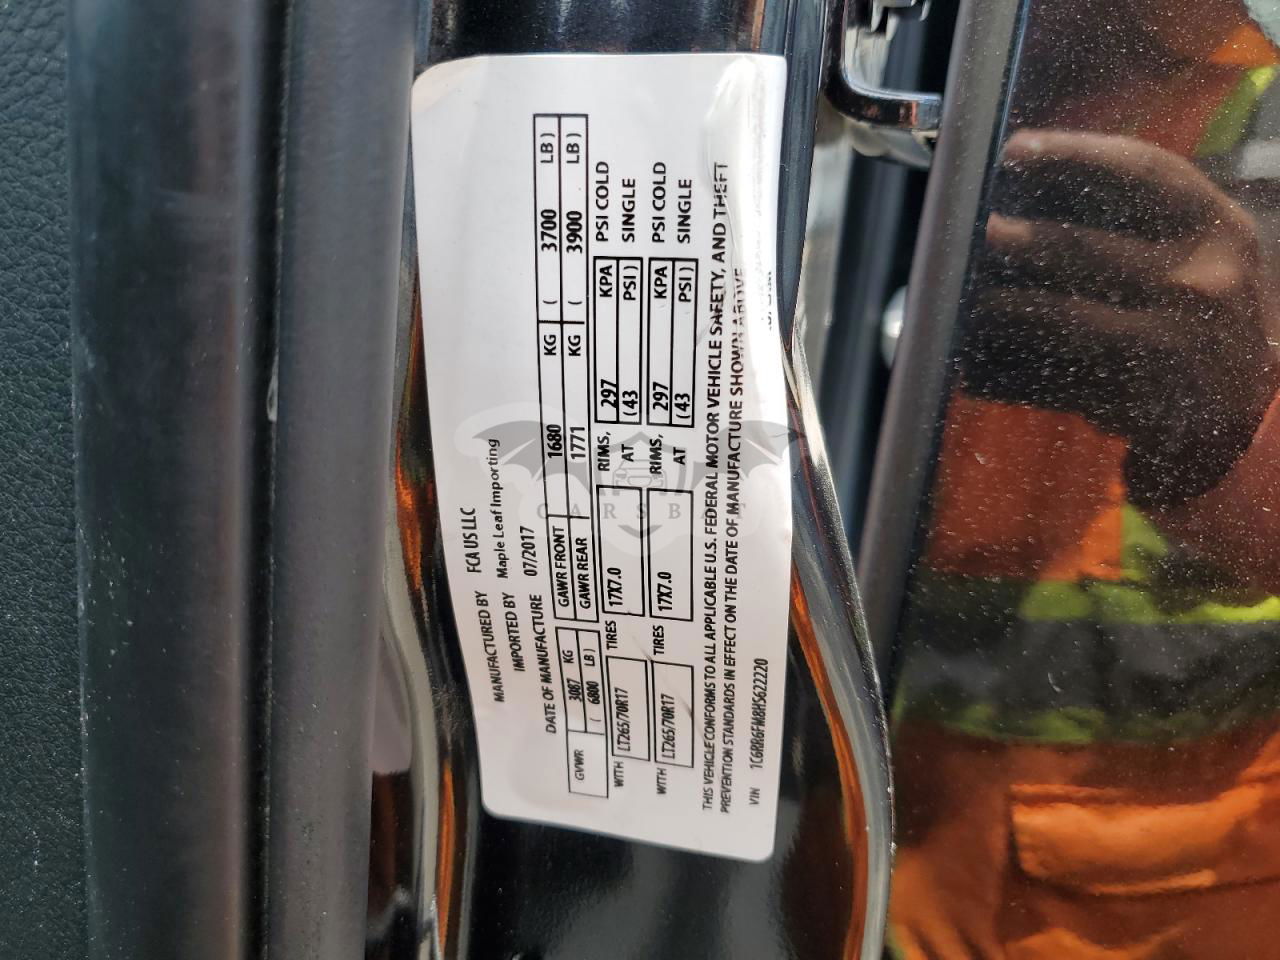 MANUFACTURED BY FCA US LLC
IMPORTED BY Maple Leaf Importing
DATE OF MANUFACTURE 07/2017
GVWR 3087 KG
( 6800 LB )
GAWR FRONT 1680 KG ( 3700 LB )
GAWR REAR 1771 KG ( 3900 LB )
WITH LT265/70R17 TIRES 17X7.0 RIMS, 297 KPA PSI COLD
AT (43 PSI ) SINGLE
WITH LT265/70R17 TIRES 17X7.0 RIMS, 297 KPA PSI COLD
AT (43 PSI ) SINGLE
THIS VEHICLE CONFORMS TO ALL APPLICABLE U.S. FEDERAL MOTOR VEHICLE SAFETY, AND THEFT
PREVENTION STANDARDS IN EFFECT ON THE DATE OF MANUFACTURE SHOWN ABOVE
VIN 1C6RR6FM8HS622220
CARSBAT